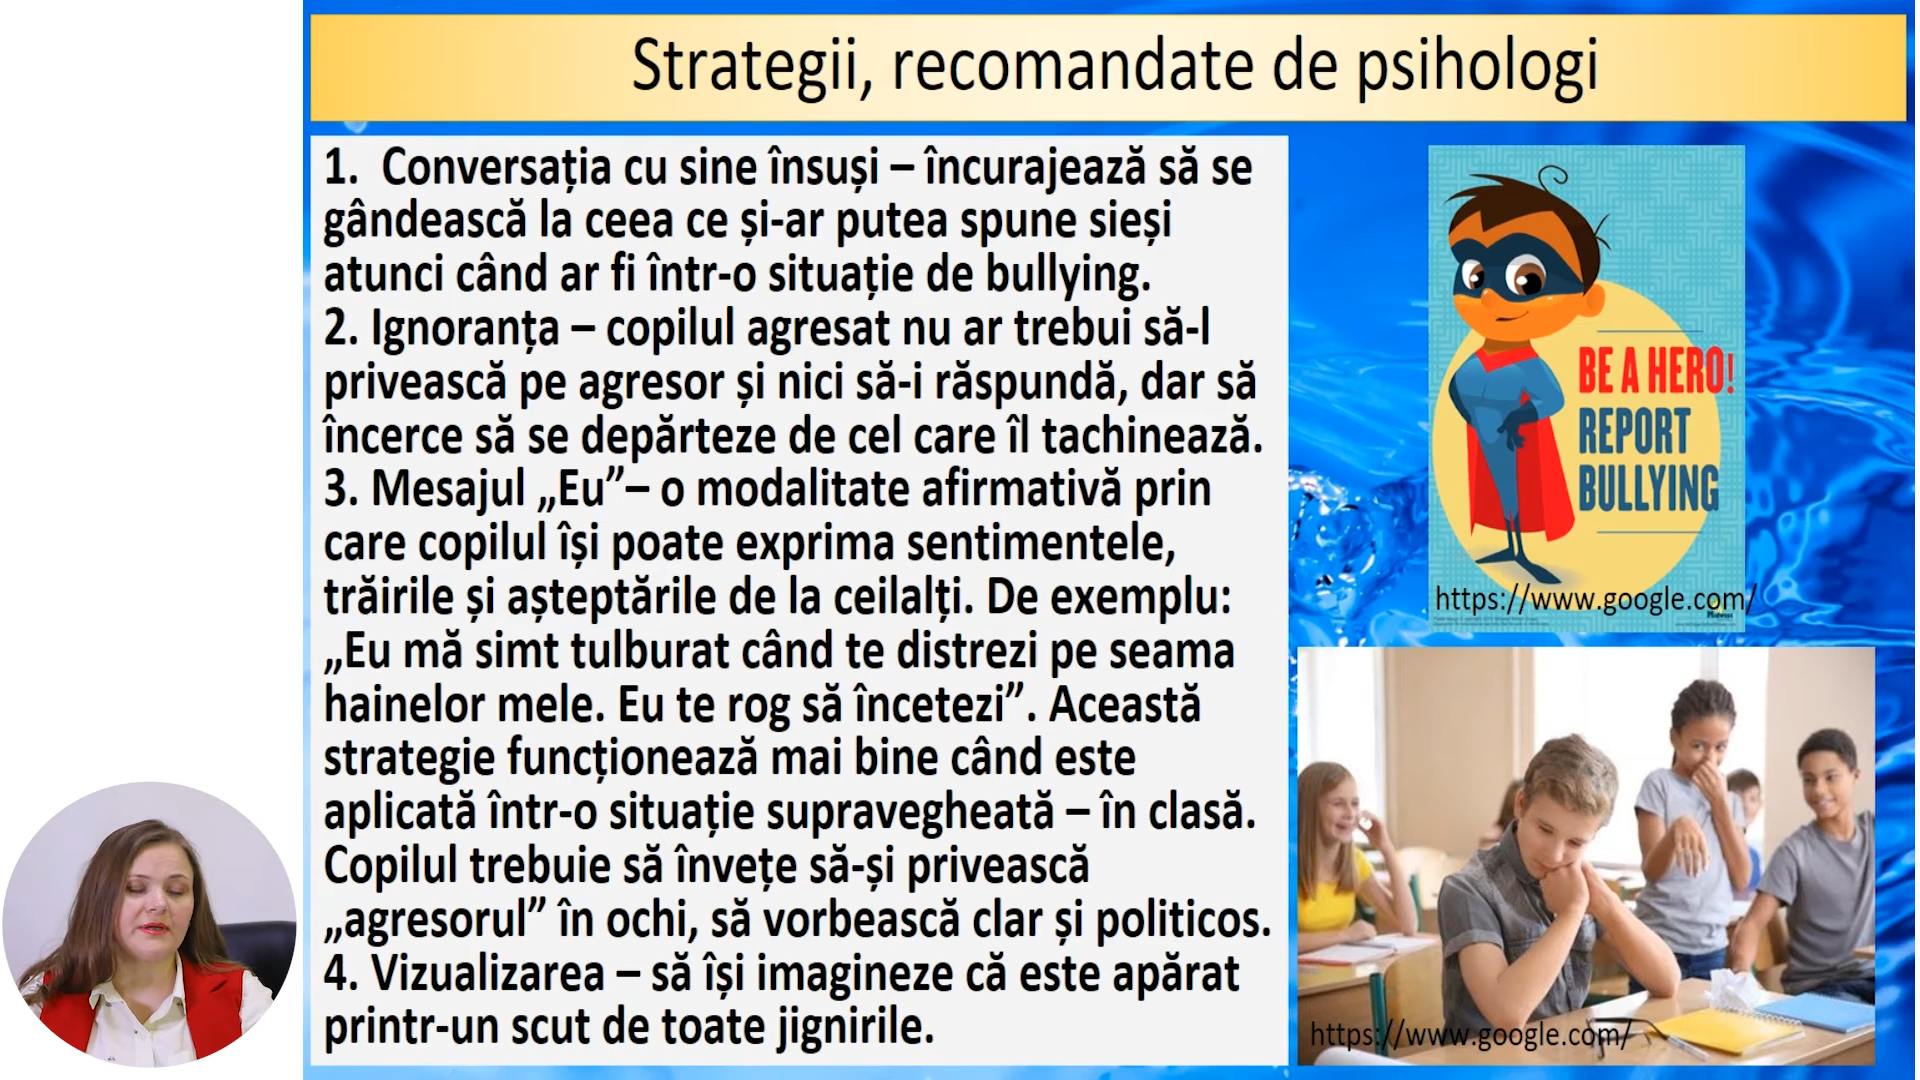 Strategii, recomandate de psihologi
1. Conversația cu sine însuși – încurajează să se
gândească la ceea ce și-ar putea spune sieși
atunci când ar fi într-o situație de bullying.
2. Ignoranța – copilul agresat nu ar trebui să-l
privească pe agresor și nici să-i răspundă, dar să
încerce să se depărteze de cel care îl tachinează.
3. Mesajul „Eu”– o modalitate afirmativă prin
care copilul își poate exprima sentimentele,
trăirile și așteptările de la ceilalți. De exemplu:
„Eu mă simt tulburat când te distrezi pe seama
hainelor mele. Eu te rog să încetezi”. Această
strategie funcționează mai bine când este
aplicată într-o situație supravegheată – în clasă.
Copilul trebuie să învețe să-și privească
„agresorul” în ochi, să vorbească clar și politicos.
4. Vizualizarea – să își imagineze că este apărat
printr-un scut de toate jignirile.
BE A HERO!
REPORT
BULLYING
https://www.google.com/
https://www.google.com/